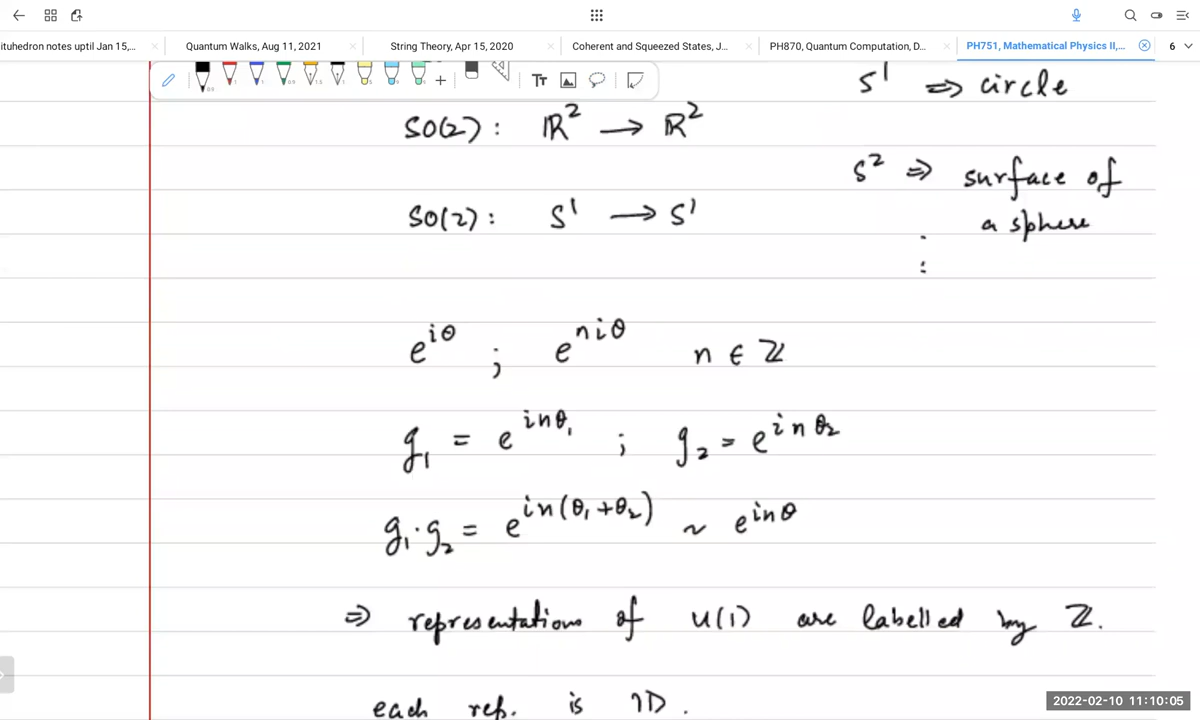 ituhedron notes uptil Jan 15,... Quantum Walks, Aug 11, 2021 String Theory, Apr 15, 2020 Coherent and Squeezed States, J... PH870, Quantum Computation, D... PH751, Mathematical Physics II,... 6
Tт
S¹ ⇒ circle
SO(2): ℝ² → ℝ²
S² ⇒ surface of
a sphere
SO(2): S¹ → S¹
:
e^{iθ} ; e^{niθ} n ∈ ℤ
g₁ = e^{inθ₁} ; g₂ = e^{inθ₂}
g₁·g₂ = e^{in(θ₁+θ₂)} ~ e^{inθ}
⇒ representations of U(1) are labelled by ℤ.
each rep. is 1D.
2022-02-10 11:10:05